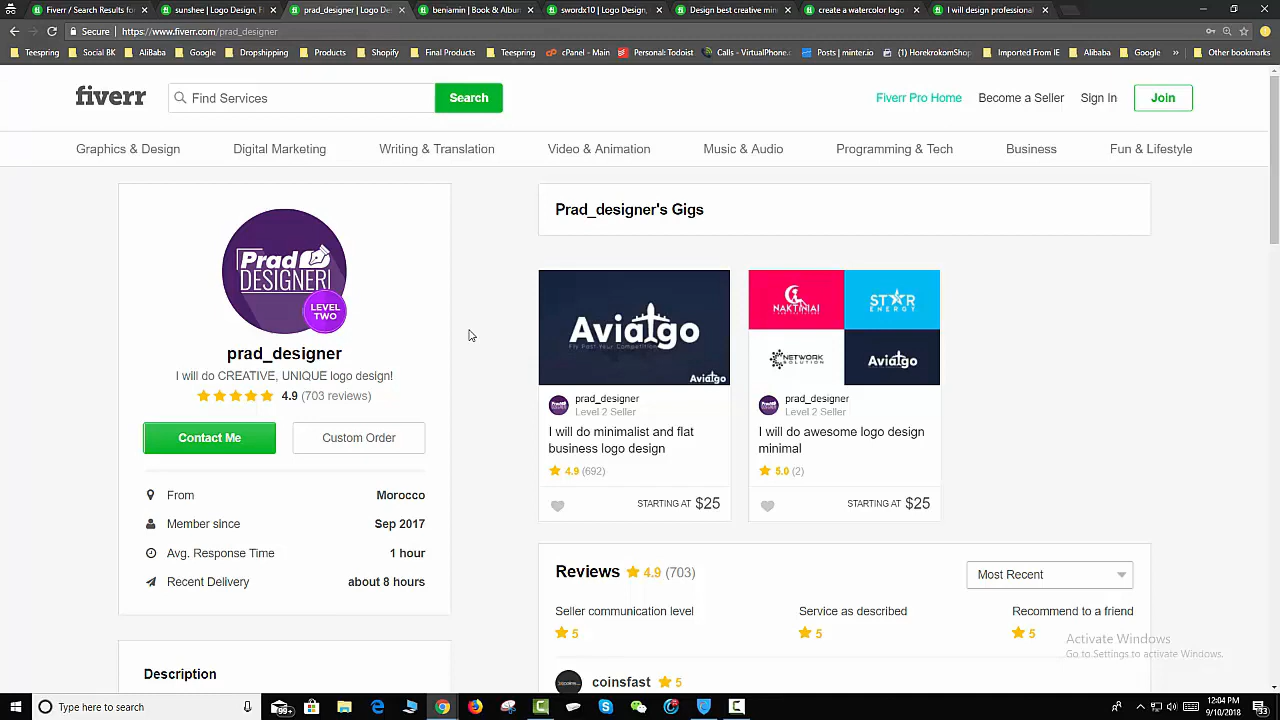 Fiverr / Search Results fo
sunshee | Logo Design, F
prad_designer | Logo De
beniamin | Book & Albu
swordx10 | Logo Design,
Design best creative min
create a watercolor logo
I will design professional
Secure | https://www.fiverr.com/prad_designer
Teespring
Social BK
AliBaba
Google
Dropshipping
Products
Shopify
Final Products
Teespring
cPanel - Main
Personal: Todoist
Calls - VirtualPhone.
Posts | minter.io
(1) HorekrokomShop
Imported From IE
Alibaba
Google
»
Other bookmarks
fiverr
Find Services
Search
Fiverr Pro Home
Become a Seller
Sign In
Join
Graphics & Design
Digital Marketing
Writing & Translation
Video & Animation
Music & Audio
Programming & Tech
Business
Fun & Lifestyle
Prad
DESIGNER
LEVEL
TWO
prad_designer
I will do CREATIVE, UNIQUE logo design!
4.9 (703 reviews)
Contact Me
Custom Order
From Morocco
Member since Sep 2017
Avg. Response Time 1 hour
Recent Delivery about 8 hours
Description
Prad_designer's Gigs
Aviatgo
Fly Past Your Competition
Aviatgo
prad_designer
Level 2 Seller
I will do minimalist and flat
business logo design
4.9 (692)
STARTING AT $25
NAKTINIAI
STAR
ENERGY
NETWORK
SOLUTION
Aviatgo
prad_designer
Level 2 Seller
I will do awesome logo design
minimal
5.0 (2)
STARTING AT $25
Reviews 4.9 (703)
Most Recent
Seller communication level
5
Service as described
5
Recommend to a friend
5
coinsfast 5
Activate Windows
Go to Settings to activate Windows.
Type here to search
99+
12:04 PM
9/10/2018